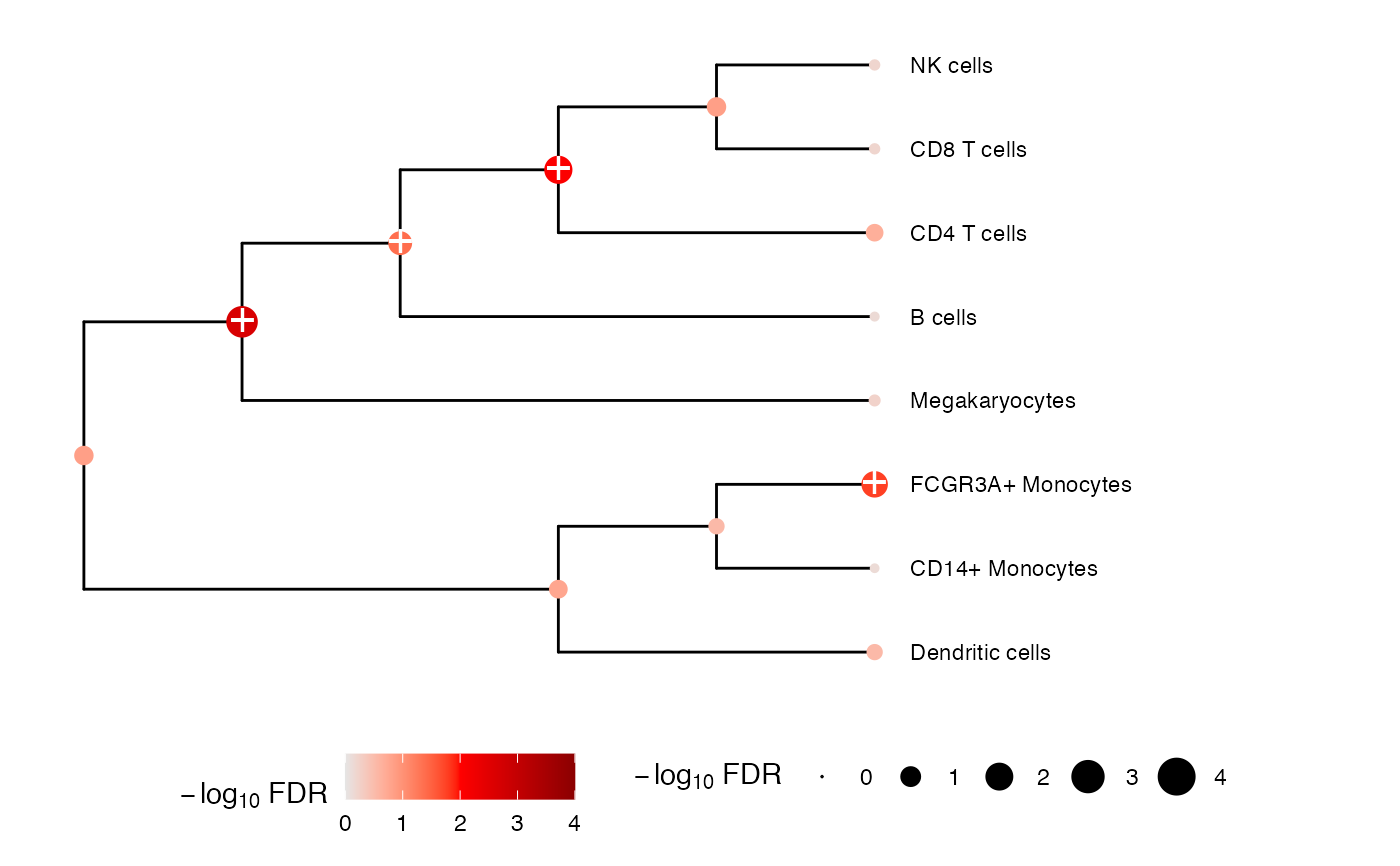 NK cells
CD8 T cells
CD4 T cells
B cells
Megakaryocytes
FCGR3A+ Monocytes
CD14+ Monocytes
Dendritic cells
−log₁₀ FDR
0 1 2 3 4
−log₁₀ FDR 0 1 2 3 4